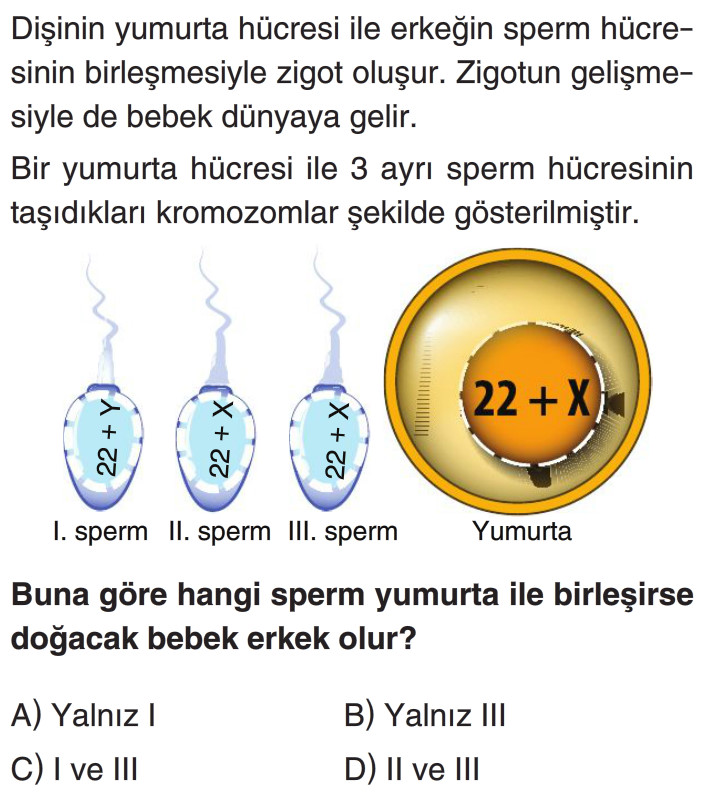 Dişinin yumurta hücresi ile erkeğin sperm hücre-
sinin birleşmesiyle zigot oluşur. Zigotun gelişme-
siyle de bebek dünyaya gelir.
Bir yumurta hücresi ile 3 ayrı sperm hücresinin
taşıdıkları kromozomlar şekilde gösterilmiştir.
22 + Y
22 + X
22 + X
22 + X
I. sperm II. sperm III. sperm Yumurta
Buna göre hangi sperm yumurta ile birleşirse
doğacak bebek erkek olur?
A) Yalnız I B) Yalnız III
C) I ve III D) II ve III